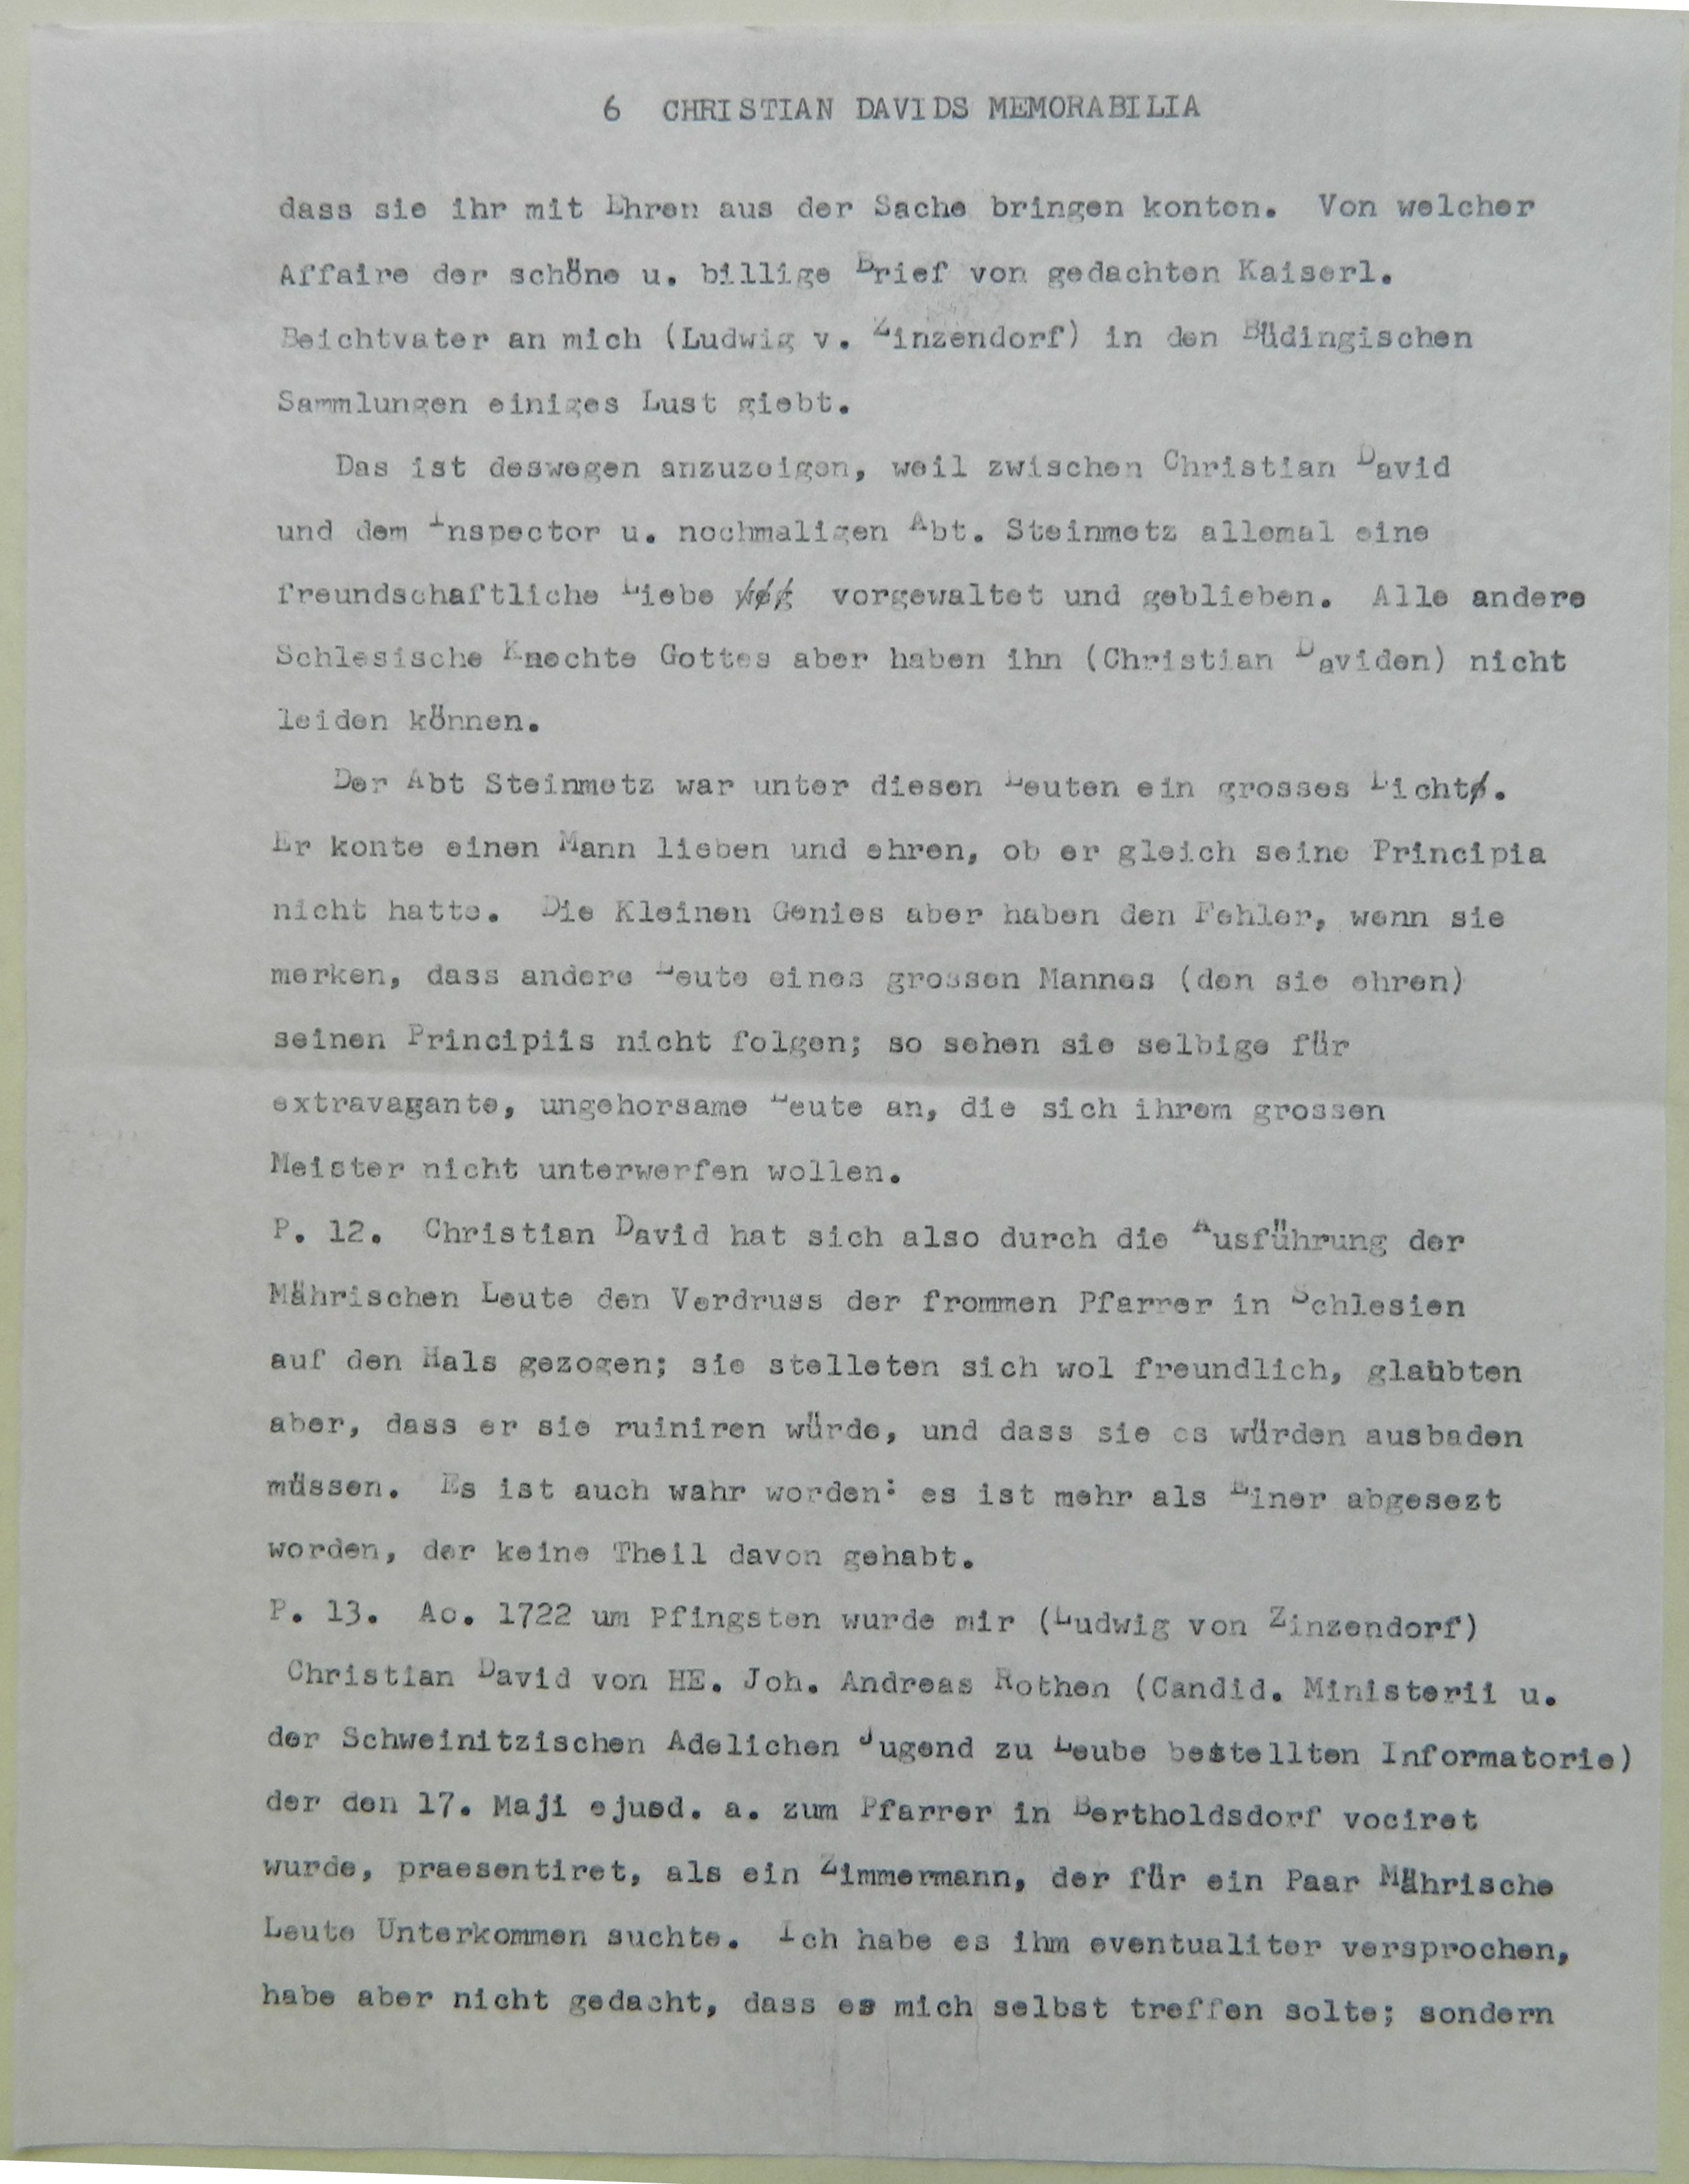 6 CHRISTIAN DAVIDS MEMORABILIA
dass sie ihr mit Ehren aus der Sache bringen konten. Von welcher
Affaire der schöne u. billige Brief von gedachten Kaiserl.
Beichtvater an mich (Ludwig v. Zinzendorf) in den Büdingischen
Sammlungen einiges Lust giebt.
Das ist deswegen anzuzeigen, weil zwischen Christian David
und dem Inspector u. nochmaligen Abt. Steinmetz allemal eine
freundschaftliche Liebe vorgewaltet und geblieben. Alle andere
Schlesische Knechte Gottes aber haben ihn (Christian Daviden) nicht
leiden können.
Der Abt Steinmetz war unter diesen Leuten ein grosses Licht.
Er konte einen Mann lieben und ehren, ob er gleich seine Principia
nicht hatte. Die Kleinen Genies aber haben den Fehler, wenn sie
merken, dass andere Leute eines grossen Mannes (den sie ehren)
seinen Principiis nicht folgen; so sehen sie selbige für
extravagante, ungehorsame Leute an, die sich ihrem grossen
Meister nicht unterwerfen wollen.
P. 12. Christian David hat sich also durch die Ausführung der
Mährischen Leute den Verdruss der frommen Pfarrer in Schlesien
auf den Hals gezogen; sie stelleten sich wol freundlich, glaubten
aber, dass er sie ruiniren würde, und dass sie es würden ausbaden
müssen. Es ist auch wahr worden: es ist mehr als Einer abgesezt
worden, der keine Theil davon gehabt.
P. 13. Ao. 1722 um Pfingsten wurde mir (Ludwig von Zinzendorf)
Christian David von HE. Joh. Andreas Rothen (Candid. Ministerii u.
der Schweinitzischen Adelichen Jugend zu Leube bestellten Informatorie)
der den 17. Maji ejusd. a. zum Pfarrer in Bertholdsdorf vociret
wurde, praesentiret, als ein Zimmermann, der für ein Paar Mährische
Leute Unterkommen suchte. Ich habe es ihm eventualiter versprochen,
habe aber nicht gedacht, dass es mich selbst treffen solte; sondern